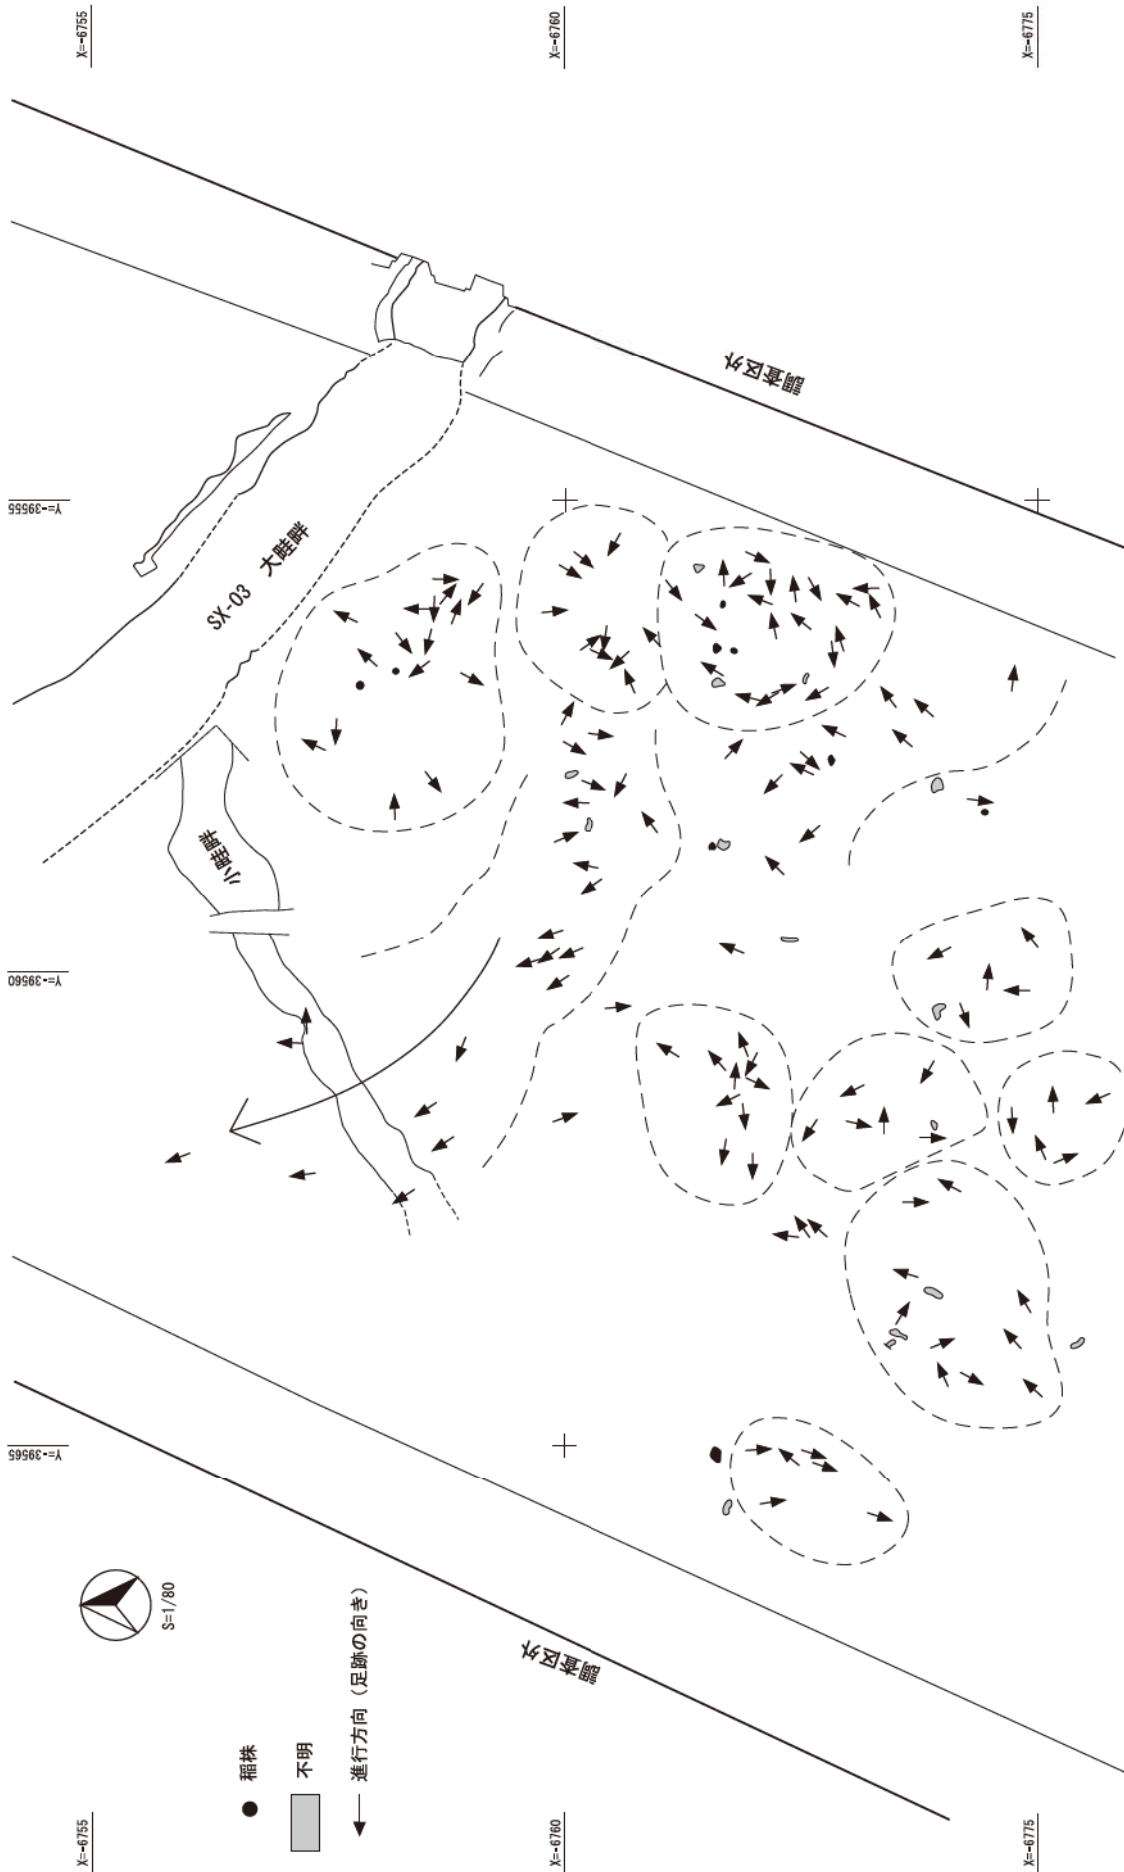 X=-6755
X=-6760
X=-6775
調査区外
Y=-39555
SX-03 大畦畔
小畦畔
Y=-39560
Y=-39565
調査区外
S=1/80
稲株
不明
進行方向(足跡の向き)
X=-6755
X=-6760
X=-6775